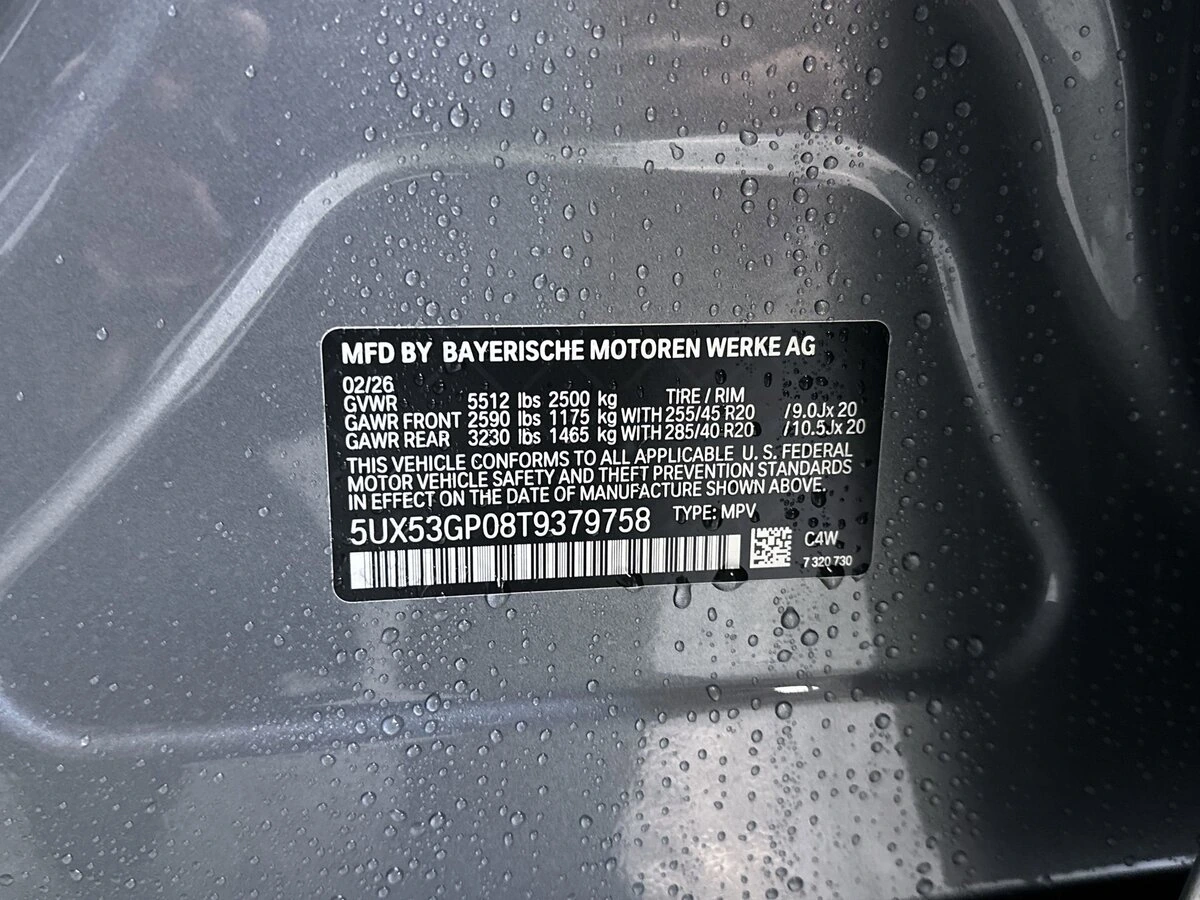 MFD BY BAYERISCHE MOTOREN WERKE AG
02/26
GVWR 5512 lbs 2500 kg TIRE / RIM
GAWR FRONT 2590 lbs 1175 kg WITH 255/45 R20 /9.0Jx 20
GAWR REAR 3230 lbs 1465 kg WITH 285/40 R20 /10.5Jx 20
THIS VEHICLE CONFORMS TO ALL APPLICABLE U. S. FEDERAL
MOTOR VEHICLE SAFETY AND THEFT PREVENTION STANDARDS
IN EFFECT ON THE DATE OF MANUFACTURE SHOWN ABOVE.
5UX53GP08T9379758 TYPE: MPV
C4W
7 320 730